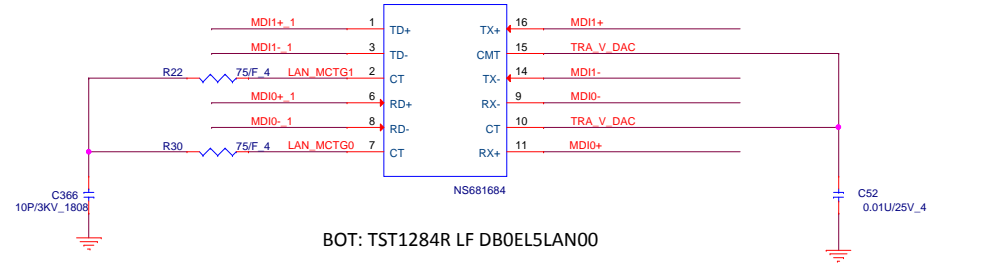 MDI1+_1 1 TD+ TX+ 16 MDI1+
MDI1-_1 3 TD- CMT 15 TRA_V_DAC
R22 75/F_4 LAN_MCTG1 2 CT TX- 14 MDI1-
MDI0+_1 6 RD+ RX- 9 MDI0-
MDI0-_1 8 RD- CT 10 TRA_V_DAC
R30 75/F_4 LAN_MCTG0 7 CT RX+ 11 MDI0+
NS681684
C366
10P/3KV_1808
C52
0.01U/25V_4
BOT: TST1284R LF DB0EL5LAN00